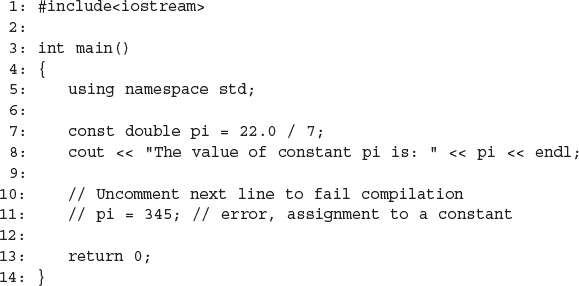 1: #include<iostream>
2:
3: int main()
4: {
5:    using namespace std;
6:
7:    const double pi = 22.0 / 7;
8:    cout << "The value of constant pi is: " << pi << endl;
9:
10:    // Uncomment next line to fail compilation
11:    // pi = 345; // error, assignment to a constant
12:
13:    return 0;
14: }